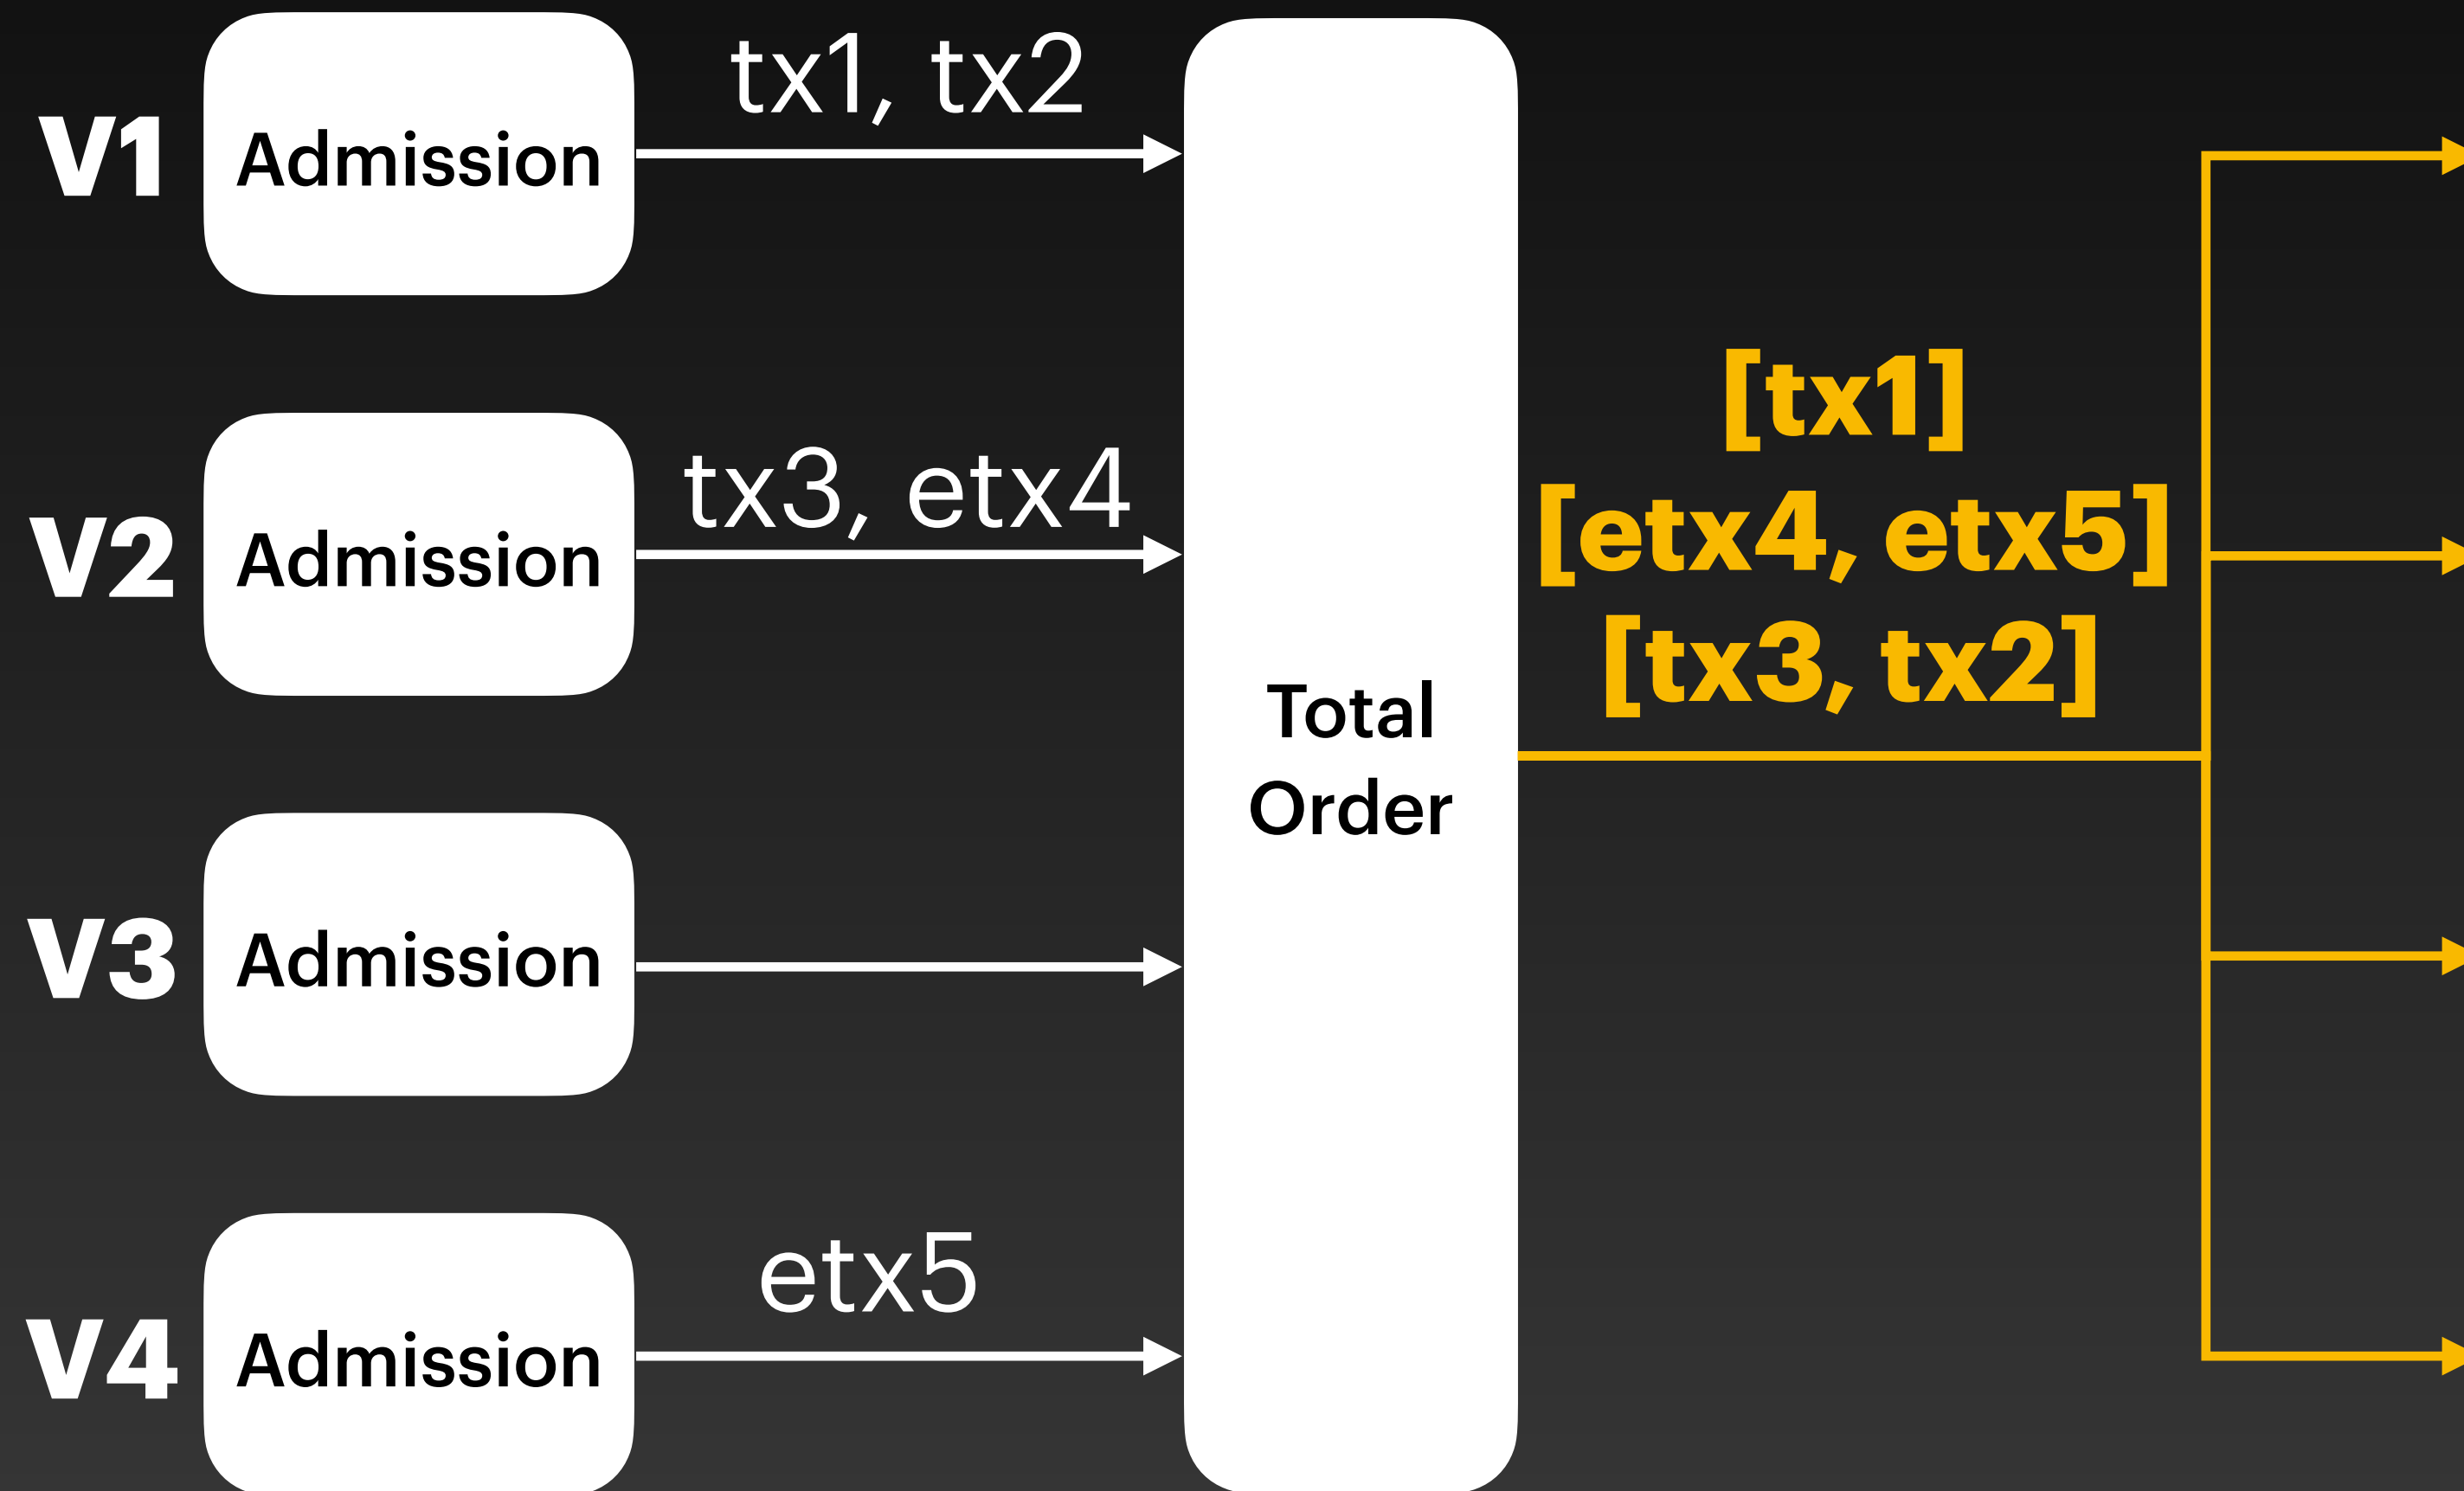 V1
Admission
tx1, tx2
V2
Admission
tx3, etx4
V3
Admission
V4
Admission
etx5
Total
Order
[tx1]
[etx4, etx5]
[tx3, tx2]